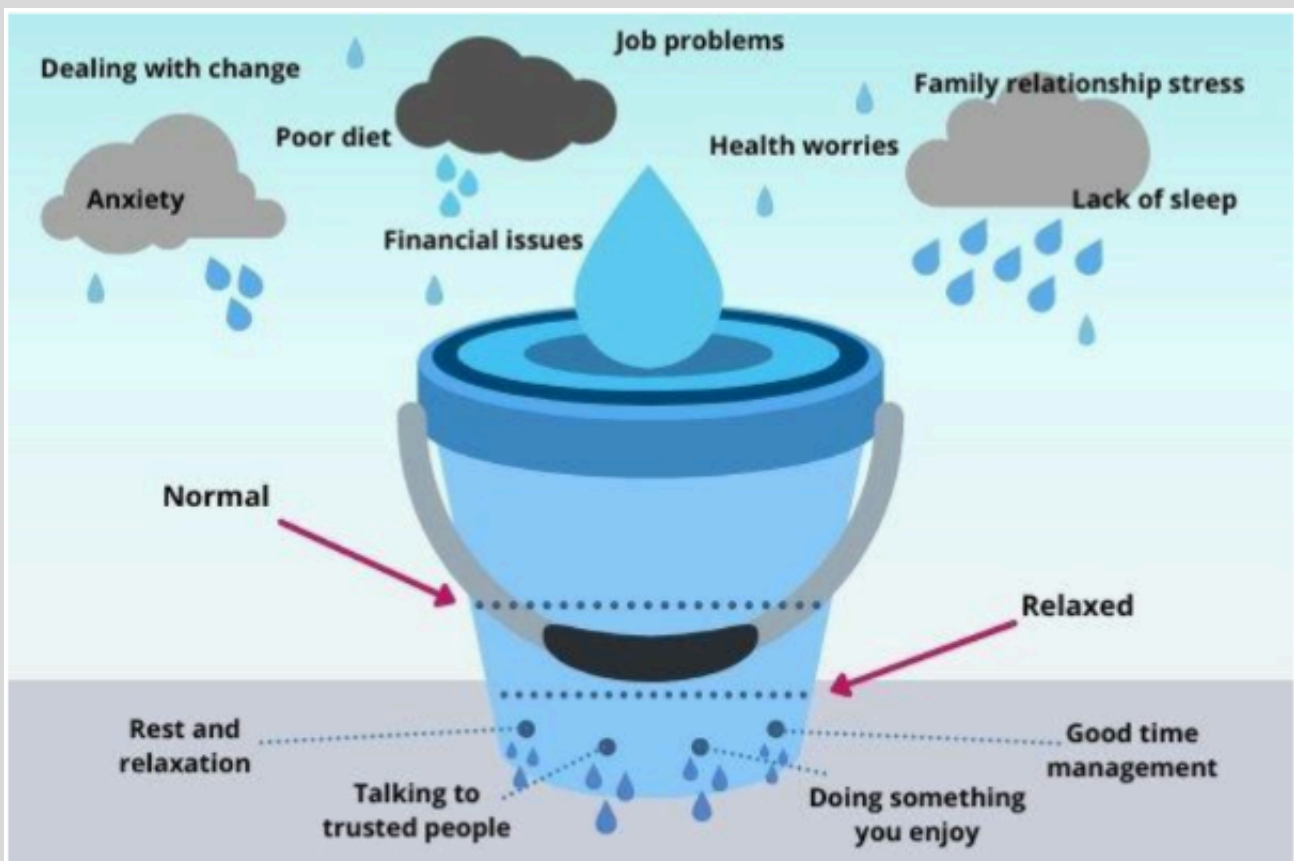 Job problems
Dealing with change
Family relationship stress
Poor diet
Health worries
Anxiety
Lack of sleep
Financial issues
Normal
Relaxed
Rest and
relaxation
Talking to
trusted people
Doing something
you enjoy
Good time
management